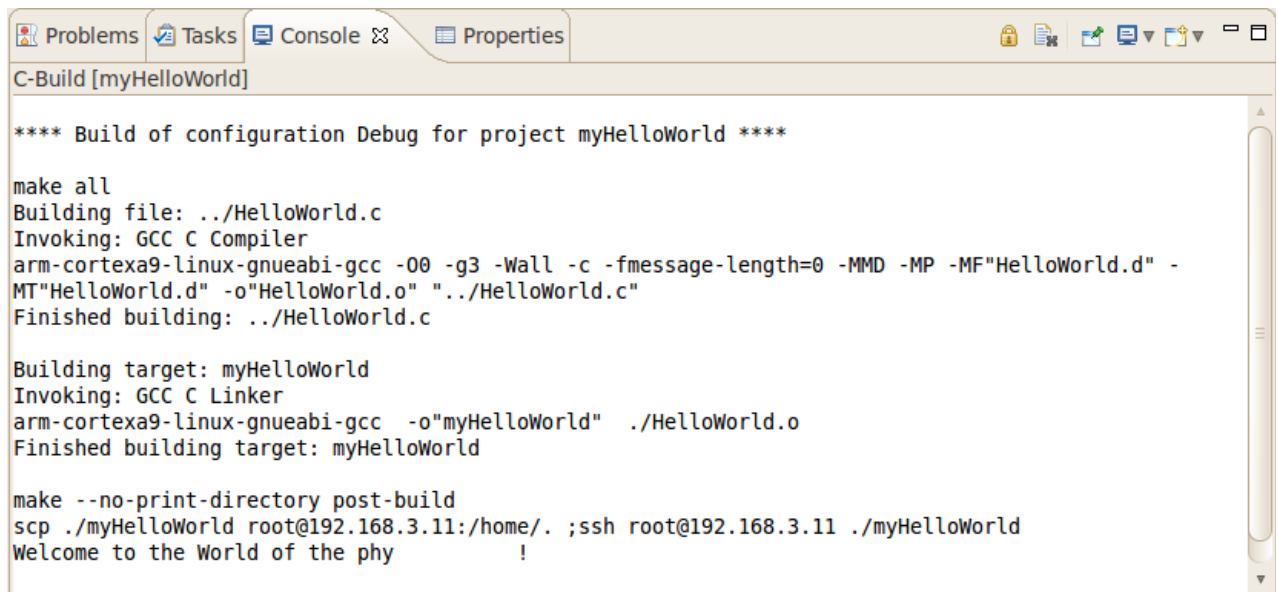 Problems Tasks Console Properties
C-Build [myHelloWorld]
**** Build of configuration Debug for project myHelloWorld ****
make all
Building file: ../HelloWorld.c
Invoking: GCC C Compiler
arm-cortexa9-linux-gnueabi-gcc -O0 -g3 -Wall -c -fmessage-length=0 -MMD -MP -MF"HelloWorld.d" -
MT"HelloWorld.d" -o"HelloWorld.o" "../HelloWorld.c"
Finished building: ../HelloWorld.c
Building target: myHelloWorld
Invoking: GCC C Linker
arm-cortexa9-linux-gnueabi-gcc  -o"myHelloWorld"  ./HelloWorld.o
Finished building target: myHelloWorld
make --no-print-directory post-build
scp ./myHelloWorld root@192.168.3.11:/home/. ;ssh root@192.168.3.11 ./myHelloWorld
Welcome to the World of the phy          !